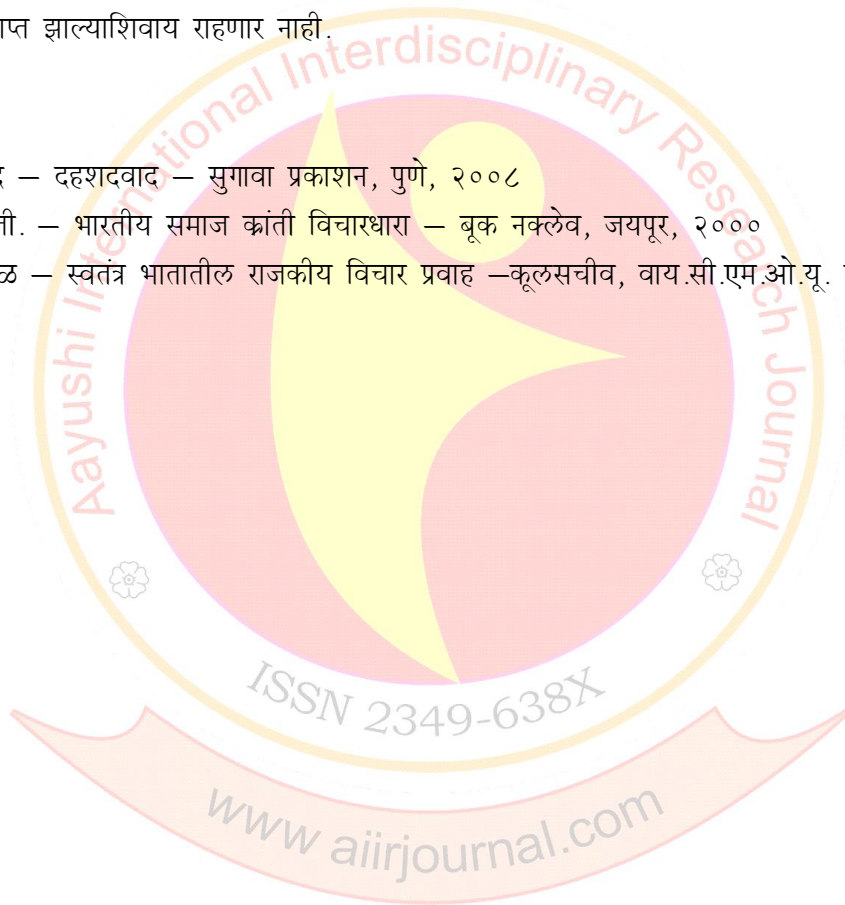 प्त झाल्याशिवाय राहणार नाही.
– दहशदवाद – सुगावा प्रकाशन, पुणे, २००८
ती. – भारतीय समाज क्रांती विचारधारा – बूक नक्लेव, जयपूर, २०००
ळ – स्वतंत्र भातातील राजकीय विचार प्रवाह –कूलसचीव, वाय.सी.एम.ओ.यू.
Aayushi International Interdisciplinary Research Journal
ISSN 2349-638X
www aiirjournal.com